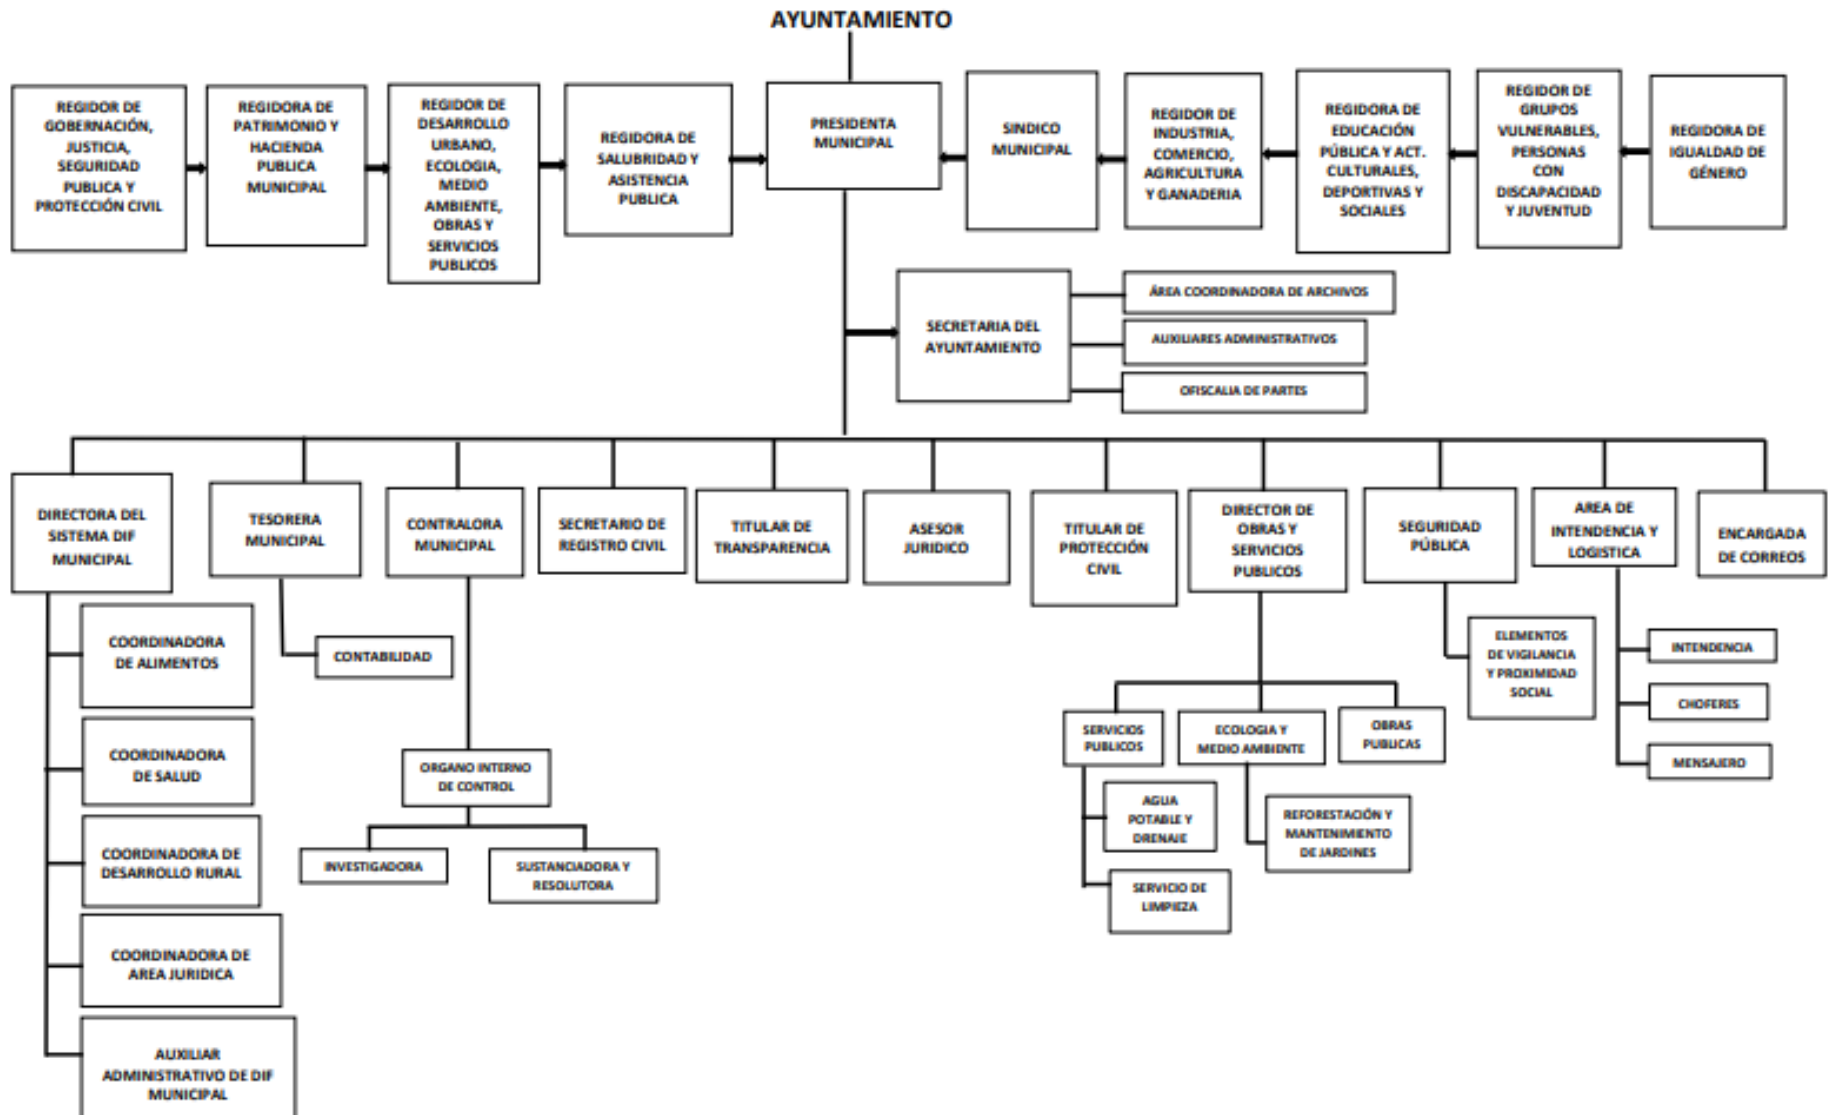 AYUNTAMIENTO
REGIDOR DE
GOBERNACIÓN,
JUSTICIA,
SEGURIDAD
PUBLICA Y
PROTECCIÓN CIVIL
REGIDORA DE
PATRIMONIO Y
HACIENDA
PUBLICA
MUNICIPAL
REGIDOR DE
DESARROLLO
URBANO,
ECOLOGIA,
MEDIO
AMBIENTE,
OBRAS Y
SERVICIOS
PUBLICOS
REGIDORA DE
SALUBRIDAD Y
ASISTENCIA
PUBLICA
PRESIDENTA
MUNICIPAL
SINDICO
MUNICIPAL
REGIDOR DE
INDUSTRIA,
COMERCIO,
AGRICULTURA
Y GANADERIA
REGIDORA DE
EDUCACIÓN
PÚBLICA Y ACT.
CULTURALES,
DEPORTIVAS Y
SOCIALES
REGIDOR DE
GRUPOS
VULNERABLES,
PERSONAS
CON
DISCAPACIDAD
Y JUVENTUD
REGIDORA DE
IGUALDAD DE
GÉNERO
SECRETARIA DEL
AYUNTAMIENTO
ÁREA COORDINADORA DE ARCHIVOS
AUXILIARES ADMINISTRATIVOS
OFISCALIA DE PARTES
DIRECTORA DEL
SISTEMA DIF
MUNICIPAL
TESORERA
MUNICIPAL
CONTRALORA
MUNICIPAL
SECRETARIO DE
REGISTRO CIVIL
TITULAR DE
TRANSPARENCIA
ASESOR
JURIDICO
TITULAR DE
PROTECCIÓN
CIVIL
DIRECTOR DE
OBRAS Y
SERVICIOS
PUBLICOS
SEGURIDAD
PÚBLICA
AREA DE
INTENDENCIA Y
LOGISTICA
ENCARGADA
DE CORREOS
COORDINADORA
DE ALIMENTOS
COORDINADORA
DE SALUD
COORDINADORA DE
DESARROLLO RURAL
COORDINADORA DE
AREA JURIDICA
AUXILIAR
ADMINISTRATIVO DE DIF
MUNICIPAL
CONTABILIDAD
ORGANO INTERNO
DE CONTROL
INVESTIGADORA
SUSTANCIADORA Y
RESOLUTORA
SERVICIOS
PUBLICOS
AGUA
POTABLE Y
DRENAJE
SERVICIO DE
LIMPIEZA
ECOLOGIA Y
MEDIO AMBIENTE
REFORESTACIÓN Y
MANTENIMIENTO
DE JARDINES
OBRAS
PUBLICAS
ELEMENTOS
DE VIGILANCIA
Y PROXIMIDAD
SOCIAL
INTENDENCIA
CHOFERES
MENSAJERO